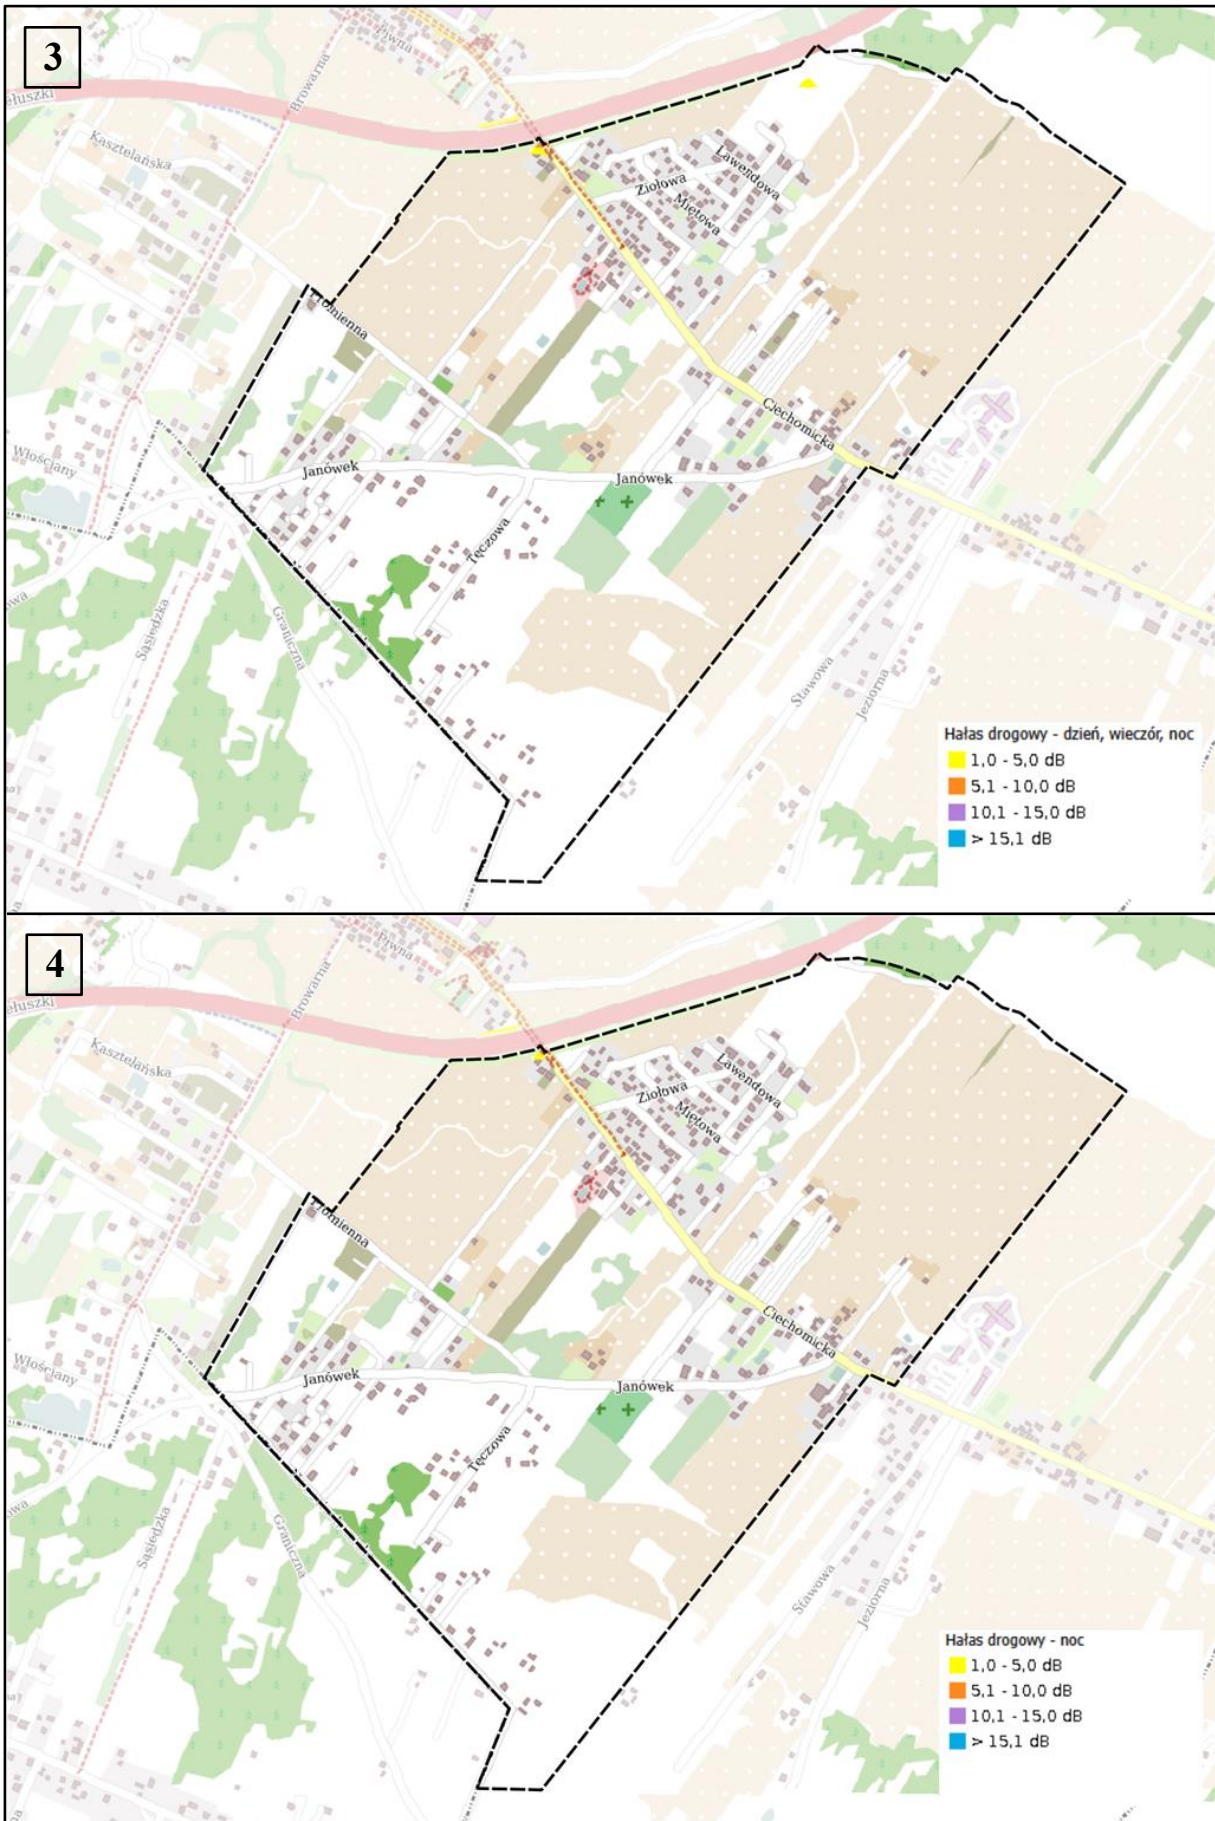 3
Piwna
Browarna
Kasztelańska
Ziołowa
Lawendowa
Miętowa
Ciechomicka
Włościany
Janówek
Janówek
Tęczowa
Sąsiedzka
Graniczna
Stawowa
Jeziorna
Hałas drogowy - dzień, wieczór, noc
1,0 - 5,0 dB
5,1 - 10,0 dB
10,1 - 15,0 dB
> 15,1 dB
4
Piwna
Browarna
Kasztelańska
Ziołowa
Lawendowa
Miętowa
Ciechomicka
Włościany
Janówek
Janówek
Tęczowa
Sąsiedzka
Graniczna
Stawowa
Jeziorna
Hałas drogowy - noc
1,0 - 5,0 dB
5,1 - 10,0 dB
10,1 - 15,0 dB
> 15,1 dB